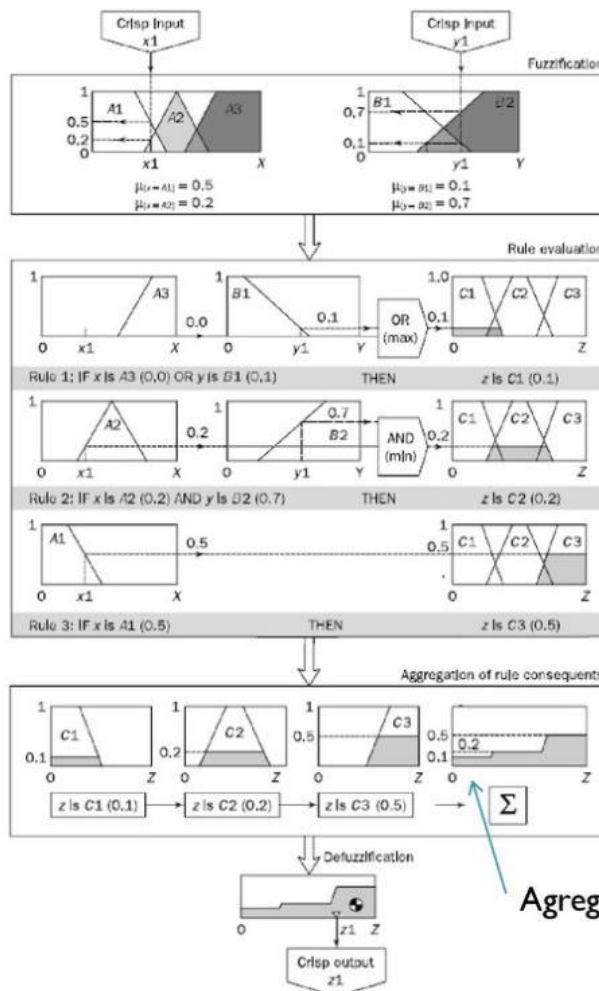 Crisp Input
x1
Crisp Input
y1
Fuzzification
1
0.5
0.2
0
A1
A2
A3
x1
X
1
0.7
0.1
0
B1
B2
y1
Y
μ(x = A1) = 0.5
μ(x = A2) = 0.2
μ(y = B1) = 0.1
μ(y = B2) = 0.7
Rule evaluation
1
A3
0
x1
X
0.0
1
B1
0.1
0
y1
Y
OR
(max)
0.1
1.0
C1
C2
C3
0
Z
Rule 1: IF x is A3 (0.0) OR y is B1 (0.1) THEN z is C1 (0.1)
1
A2
0
x1
X
0.2
1
0.7
B2
0
y1
Y
AND
(min)
0.2
1
C1
C2
C3
0
Z
Rule 2: IF x is A2 (0.2) AND y is B2 (0.7) THEN z is C2 (0.2)
1
A1
0
x1
X
0.5
1
0.5
C1
C2
C3
0
Z
Rule 3: IF x is A1 (0.5) THEN z is C3 (0.5)
Aggregation of rule consequents
1
C1
0.1
0
Z
1
C2
0.2
0
Z
1
C3
0.5
0
Z
1
0.5
0.2
0.1
0
Z
z is C1 (0.1)
z is C2 (0.2)
z is C3 (0.5)
Σ
Defuzzification
0
z1
Z
Agreg
Crisp output
z1